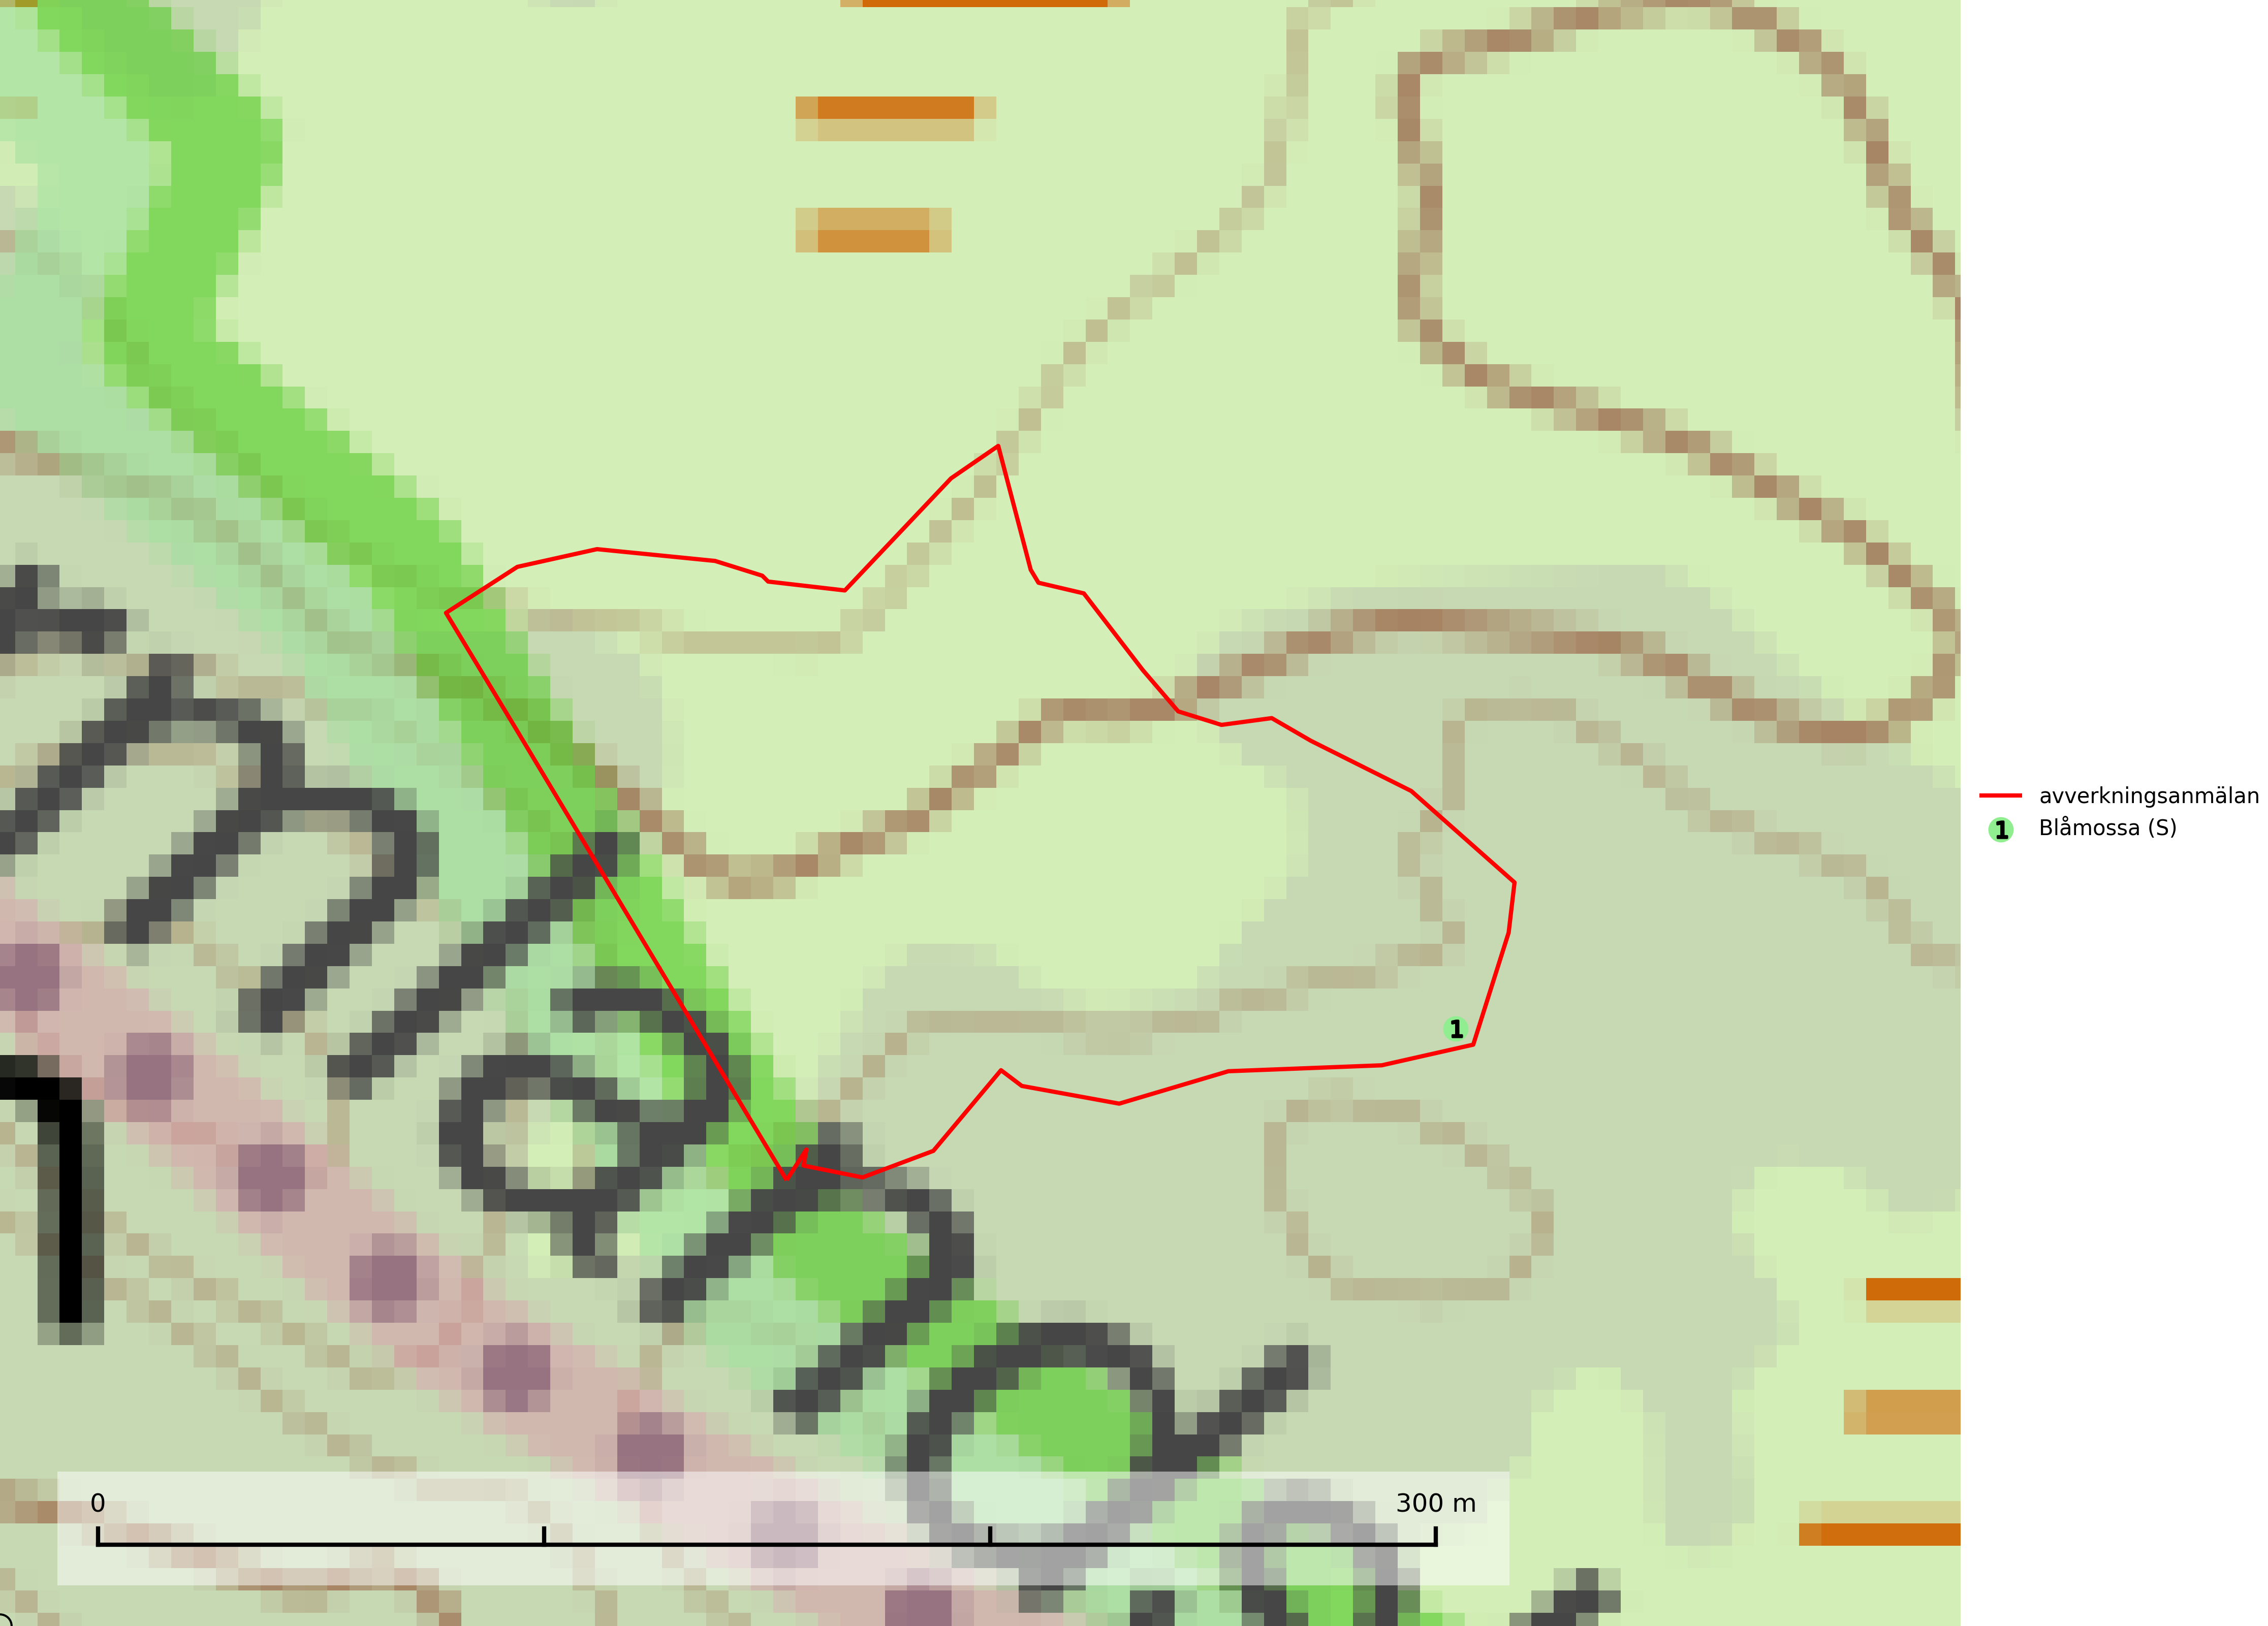 avverkningsanmälan
1 Blåmossa (S)
1
0 300 m